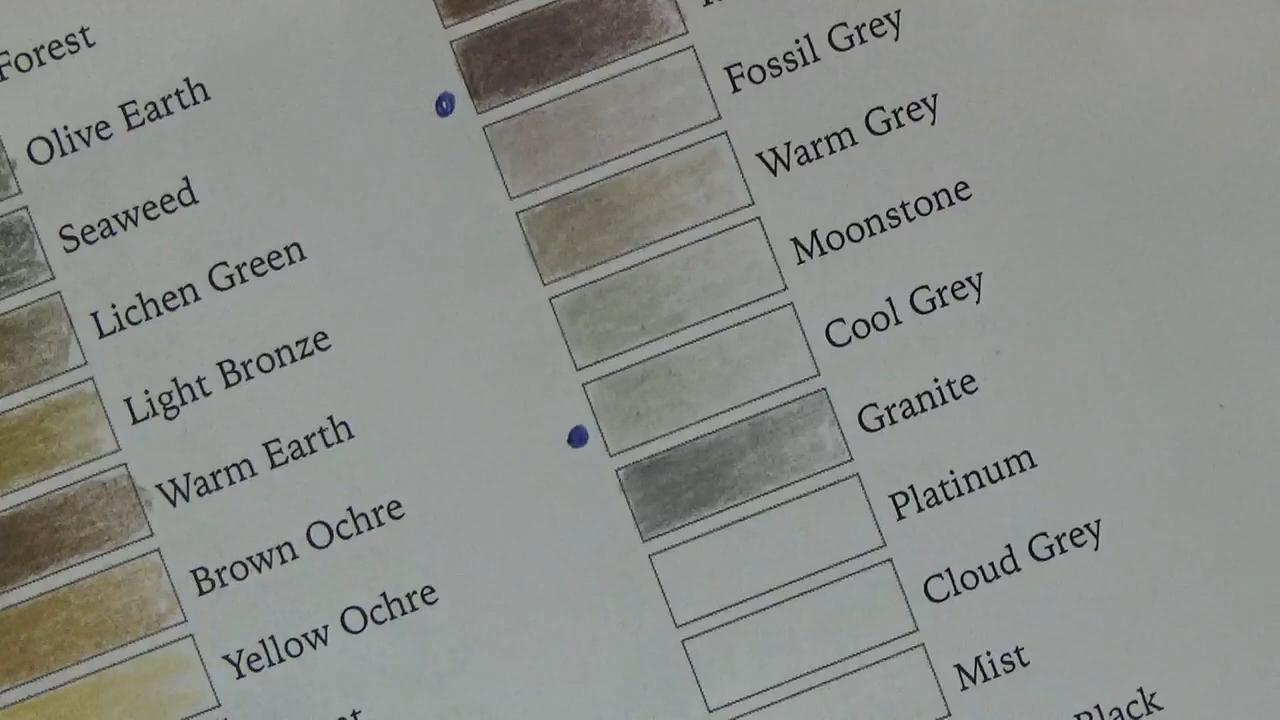 Forest
Olive Earth
Seaweed
Lichen Green
Light Bronze
Warm Earth
Brown Ochre
Yellow Ochre
Fossil Grey
Warm Grey
Moonstone
Cool Grey
Granite
Platinum
Cloud Grey
Mist
Black